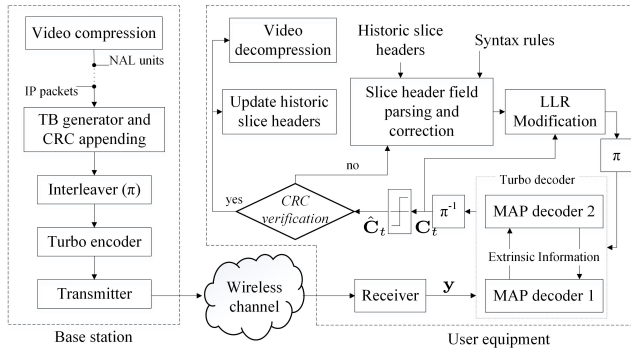 Video compression
NAL units
IP packets
TB generator and
CRC appending
Interleaver (π)
Turbo encoder
Transmitter
Base station
Wireless
channel
Video
decompression
Update historic
slice headers
Historic slice
headers
Syntax rules
Slice header field
parsing and
correction
LLR
Modification
π
no
yes
CRC
verification
Ĉt
Ct
π-1
Turbo decoder
MAP decoder 2
Extrinsic Information
MAP decoder 1
Receiver
y
User equipment